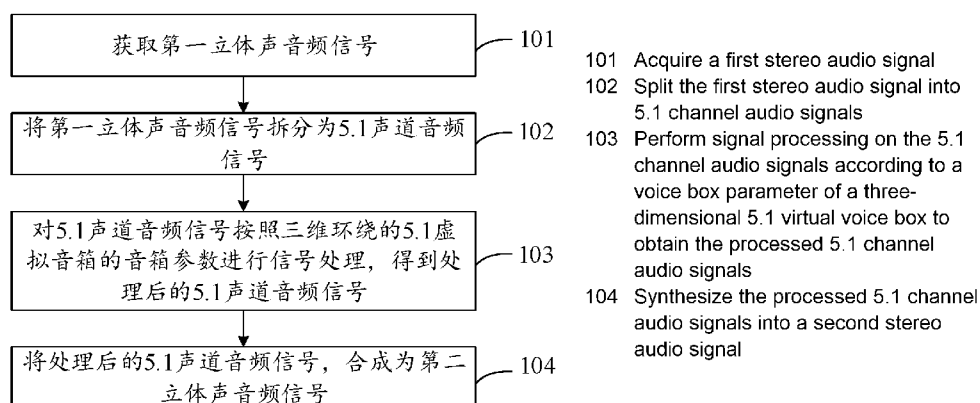 获取第一立体声音频信号
101
将第一立体声音频信号拆分为5.1声道音频
信号
102
对5.1声道音频信号按照三维环绕的5.1虚
拟音箱的音箱参数进行信号处理，得到处
理后的5.1声道音频信号
103
将处理后的5.1声道音频信号，合成为第二
立体声音频信号
104
101 Acquire a first stereo audio signal
102 Split the first stereo audio signal into
5.1 channel audio signals
103 Perform signal processing on the 5.1
channel audio signals according to a
voice box parameter of a three-
dimensional 5.1 virtual voice box to
obtain the processed 5.1 channel
audio signals
104 Synthesize the processed 5.1 channel
audio signals into a second stereo
audio signal